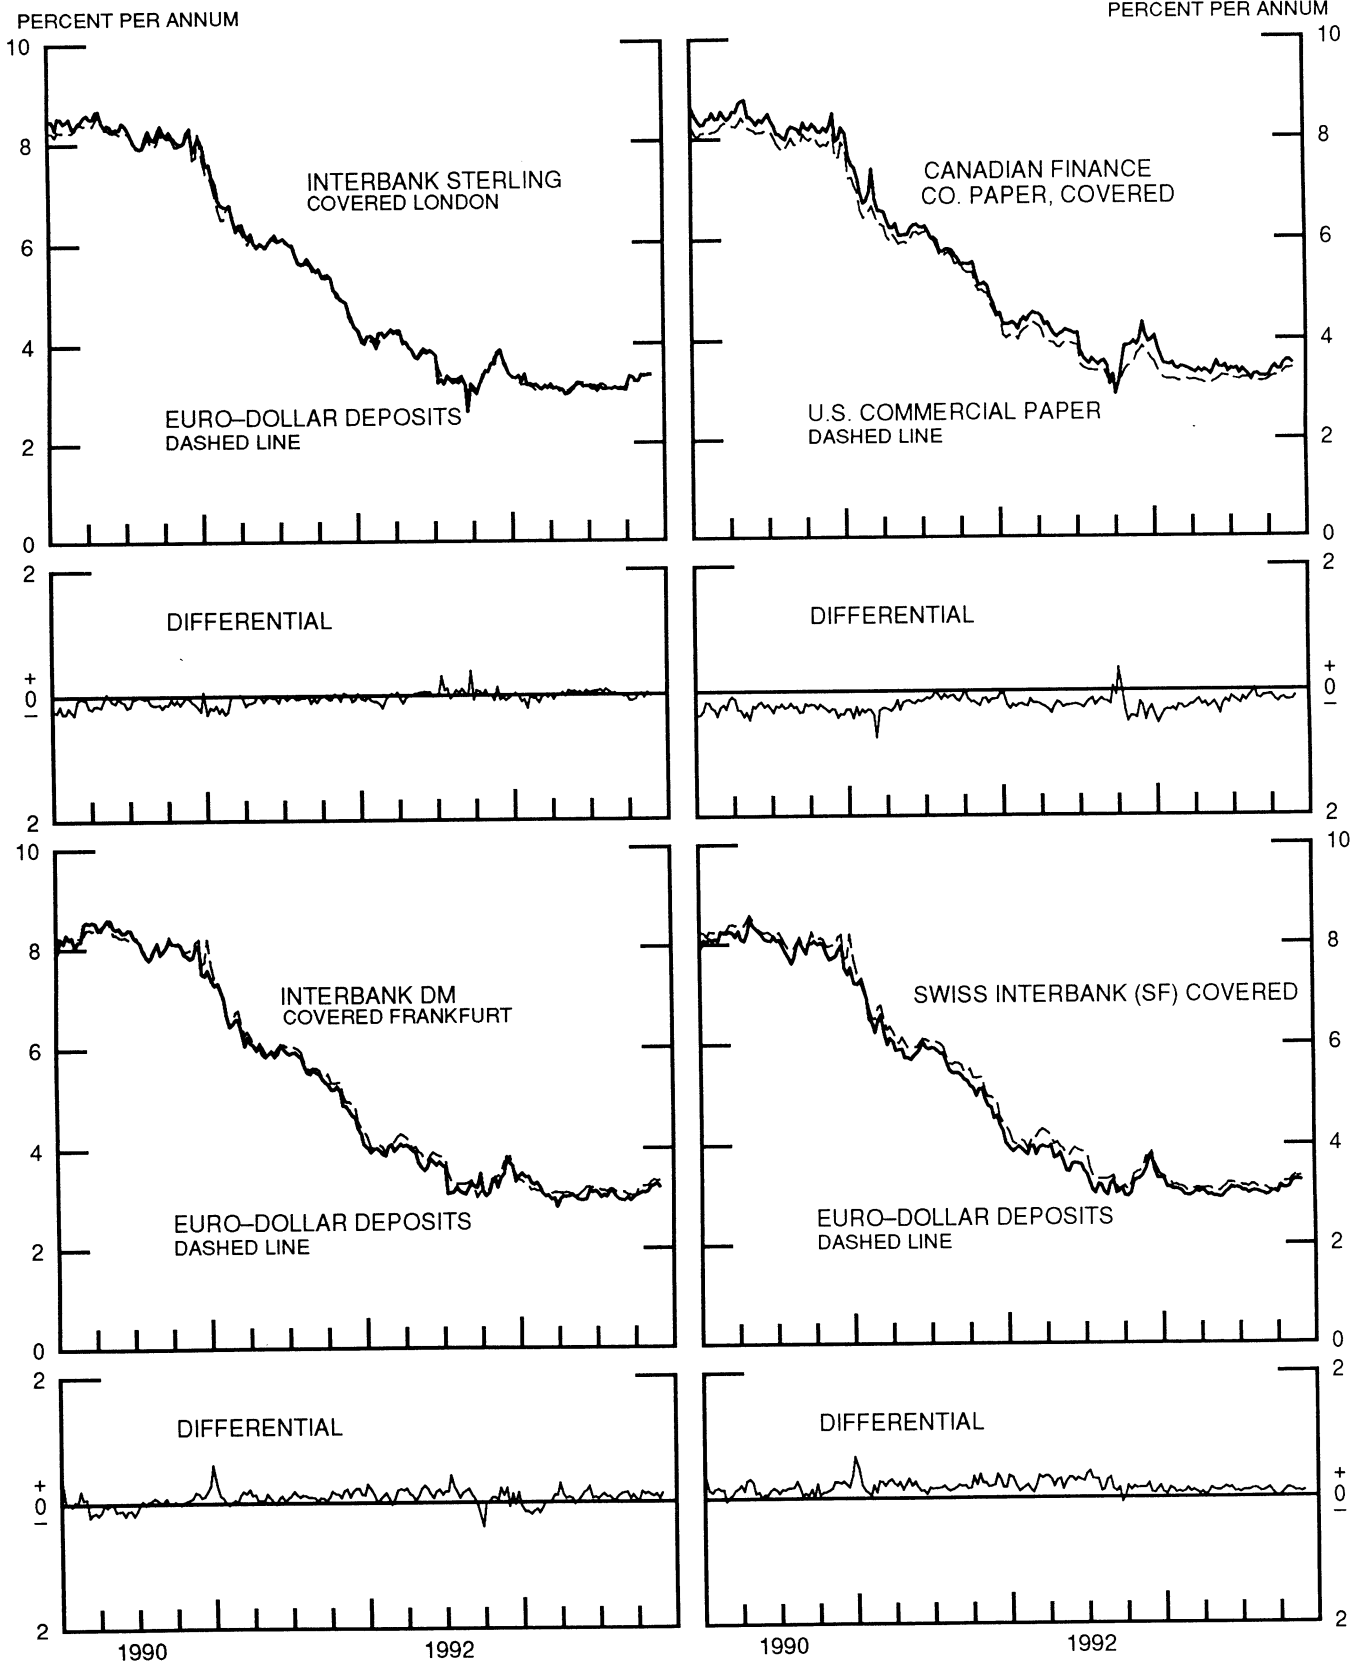 PERCENT PER ANNUM
PERCENT PER ANNUM
10
8
6
4
2
0
INTERBANK STERLING
COVERED LONDON
EURO–DOLLAR DEPOSITS
DASHED LINE
10
8
6
4
2
0
CANADIAN FINANCE
CO. PAPER, COVERED
U.S. COMMERCIAL PAPER
DASHED LINE
2
+
0
–
2
DIFFERENTIAL
DIFFERENTIAL
2
+
0
–
2
10
8
6
4
2
0
INTERBANK DM
COVERED FRANKFURT
EURO–DOLLAR DEPOSITS
DASHED LINE
10
8
6
4
2
0
SWISS INTERBANK (SF) COVERED
EURO–DOLLAR DEPOSITS
DASHED LINE
2
+
0
–
2
DIFFERENTIAL
1990
1992
DIFFERENTIAL
2
+
0
–
2
1990
1992